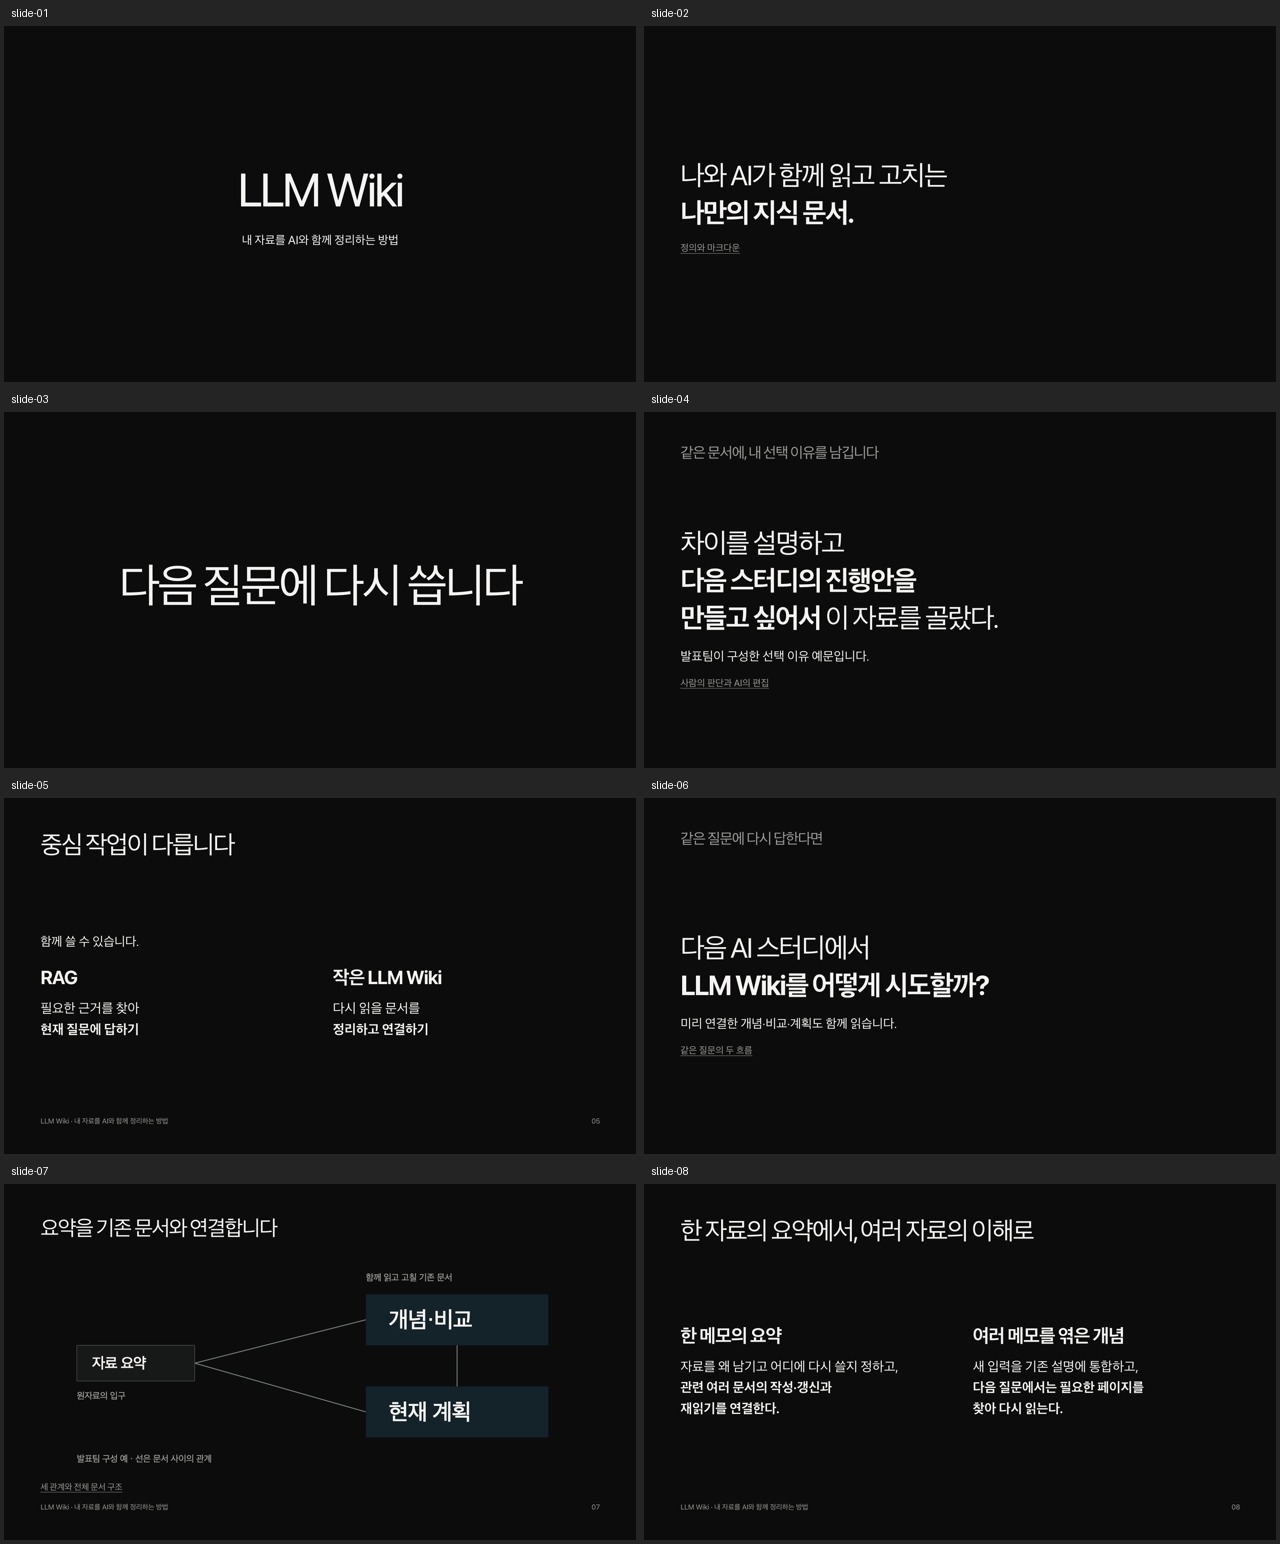 slide-01
LLM Wiki
내 자료를 AI와 함께 정리하는 방법
slide-02
나와 AI가 함께 읽고 고치는
나만의 지식 문서.
정의와 마크다운
slide-03
다음 질문에 다시 씁니다
slide-04
같은 문서에, 내 선택 이유를 남깁니다
차이를 설명하고
다음 스터디의 진행안을
만들고 싶어서 이 자료를 골랐다.
발표팀이 구성한 선택 이유 예문입니다.
사람의 판단과 AI의 편집
slide-05
중심 작업이 다릅니다
함께 쓸 수 있습니다.
RAG
필요한 근거를 찾아
현재 질문에 답하기
작은 LLM Wiki
다시 읽을 문서를
정리하고 연결하기
LLM Wiki · 내 자료를 AI와 함께 정리하는 방법
05
slide-06
같은 질문에 다시 답한다면
다음 AI 스터디에서
LLM Wiki를 어떻게 시도할까?
미리 연결한 개념·비교·계획도 함께 읽습니다.
같은 질문의 두 흐름
slide-07
요약을 기존 문서와 연결합니다
함께 읽고 고칠 기존 문서
개념·비교
자료 요약
원자료의 입구
현재 계획
발표팀 구성 예 · 선은 문서 사이의 관계
세 관계와 전체 문서 구조
LLM Wiki · 내 자료를 AI와 함께 정리하는 방법
07
slide-08
한 자료의 요약에서, 여러 자료의 이해로
한 메모의 요약
자료를 왜 남기고 어디에 다시 쓸지 정하고,
관련 여러 문서의 작성·갱신과
재읽기를 연결한다.
여러 메모를 엮은 개념
새 입력을 기존 설명에 통합하고,
다음 질문에서는 필요한 페이지를
찾아 다시 읽는다.
LLM Wiki · 내 자료를 AI와 함께 정리하는 방법
08